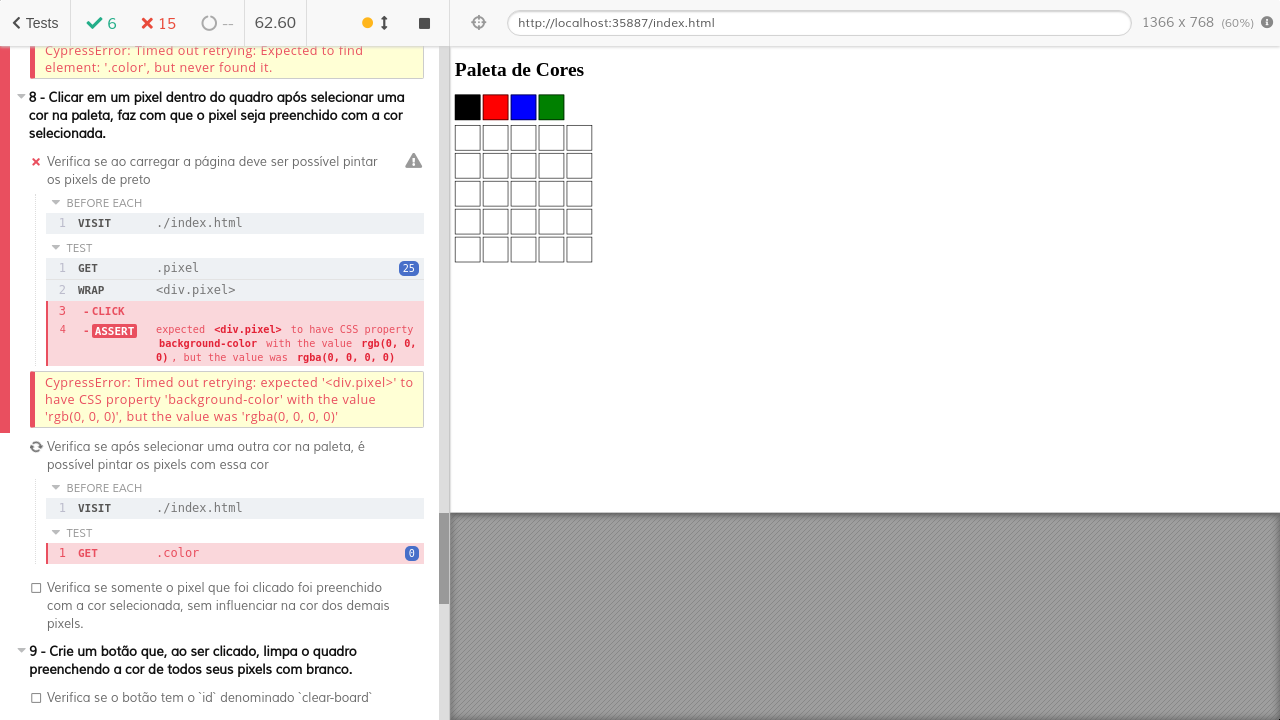 Tests
6
15
--
62.60
http://localhost:35887/index.html
1366 x 768 (60%)
CypressError: Timed out retrying: Expected to find
element: '.color', but never found it.
8 - Clicar em um pixel dentro do quadro após selecionar uma
cor na paleta, faz com que o pixel seja preenchido com a cor
selecionada.
Verifica se ao carregar a página deve ser possível pintar
os pixels de preto
BEFORE EACH
1 VISIT ./index.html
TEST
1 GET .pixel 25
2 WRAP <div.pixel>
3 - CLICK
4 - ASSERT expected <div.pixel> to have CSS property
background-color with the value rgb(0, 0,
0) , but the value was rgba(0, 0, 0, 0)
CypressError: Timed out retrying: expected '<div.pixel>' to
have CSS property 'background-color' with the value
'rgb(0, 0, 0)', but the value was 'rgba(0, 0, 0, 0)'
Verifica se após selecionar uma outra cor na paleta, é
possível pintar os pixels com essa cor
BEFORE EACH
1 VISIT ./index.html
TEST
1 GET .color 0
Verifica se somente o pixel que foi clicado foi preenchido
com a cor selecionada, sem influenciar na cor dos demais
pixels.
9 - Crie um botão que, ao ser clicado, limpa o quadro
preenchendo a cor de todos seus pixels com branco.
Verifica se o botão tem o `id` denominado `clear-board`
Paleta de Cores